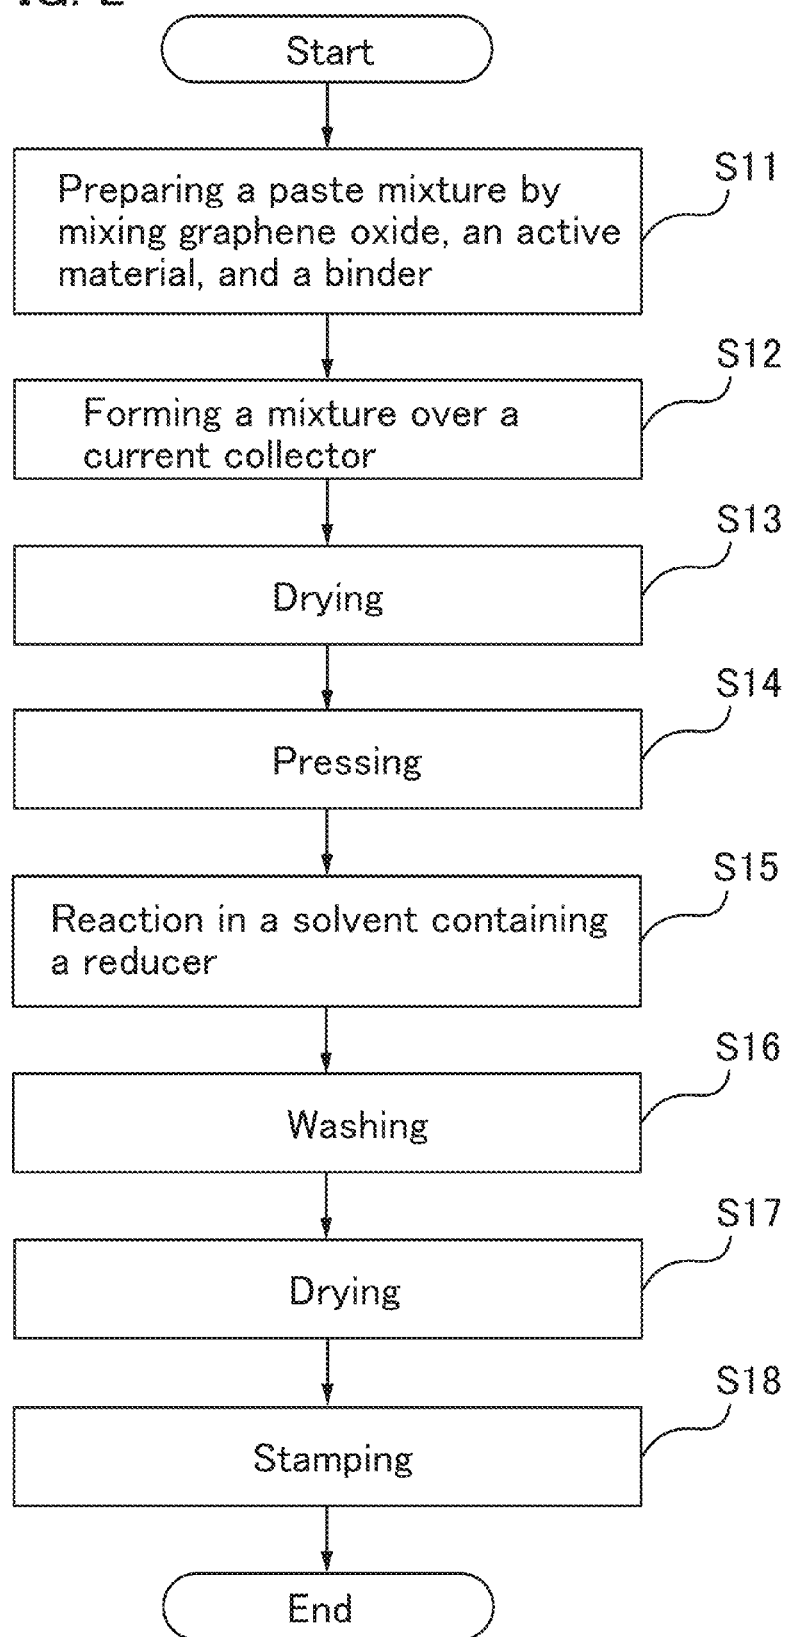 Start
S11
Preparing a paste mixture by
mixing graphene oxide, an active
material, and a binder
S12
Forming a mixture over a
current collector
S13
Drying
S14
Pressing
S15
Reaction in a solvent containing
a reducer
S16
Washing
S17
Drying
S18
Stamping
End